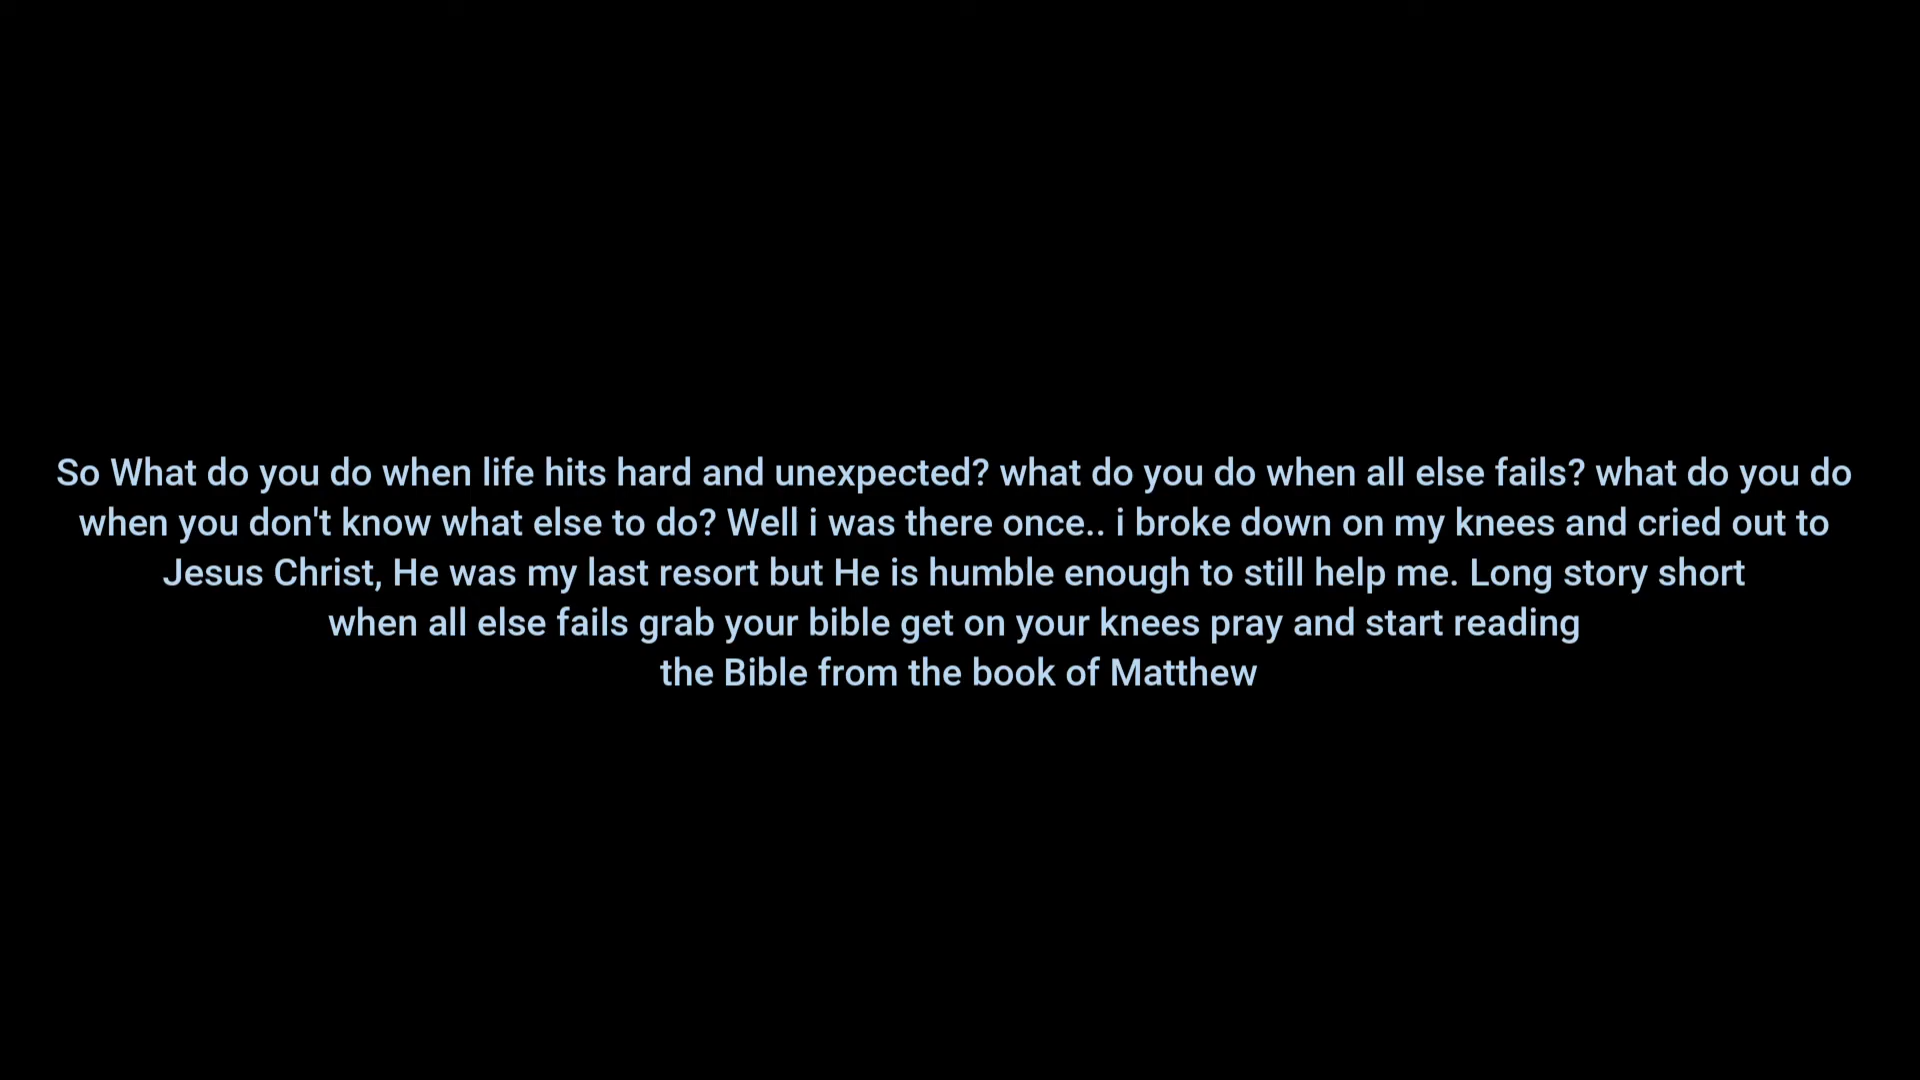 So What do you do when life hits hard and unexpected? what do you do when all else fails? what do you do
when you don't know what else to do? Well i was there once.. i broke down on my knees and cried out to
Jesus Christ, He was my last resort but He is humble enough to still help me. Long story short
when all else fails grab your bible get on your knees pray and start reading
the Bible from the book of Matthew